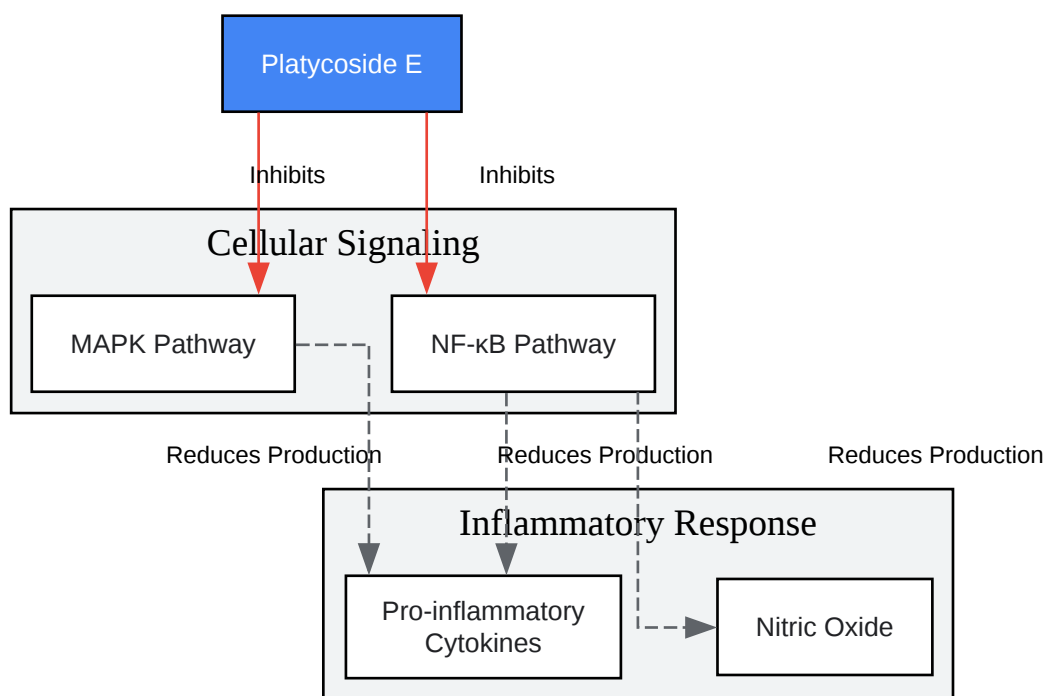 Platycoside E
Inhibits
Inhibits
Cellular Signaling
MAPK Pathway
NF-κB Pathway
Reduces Production
Reduces Production
Reduces Production
Inflammatory Response
Pro-inflammatory
Cytokines
Nitric Oxide